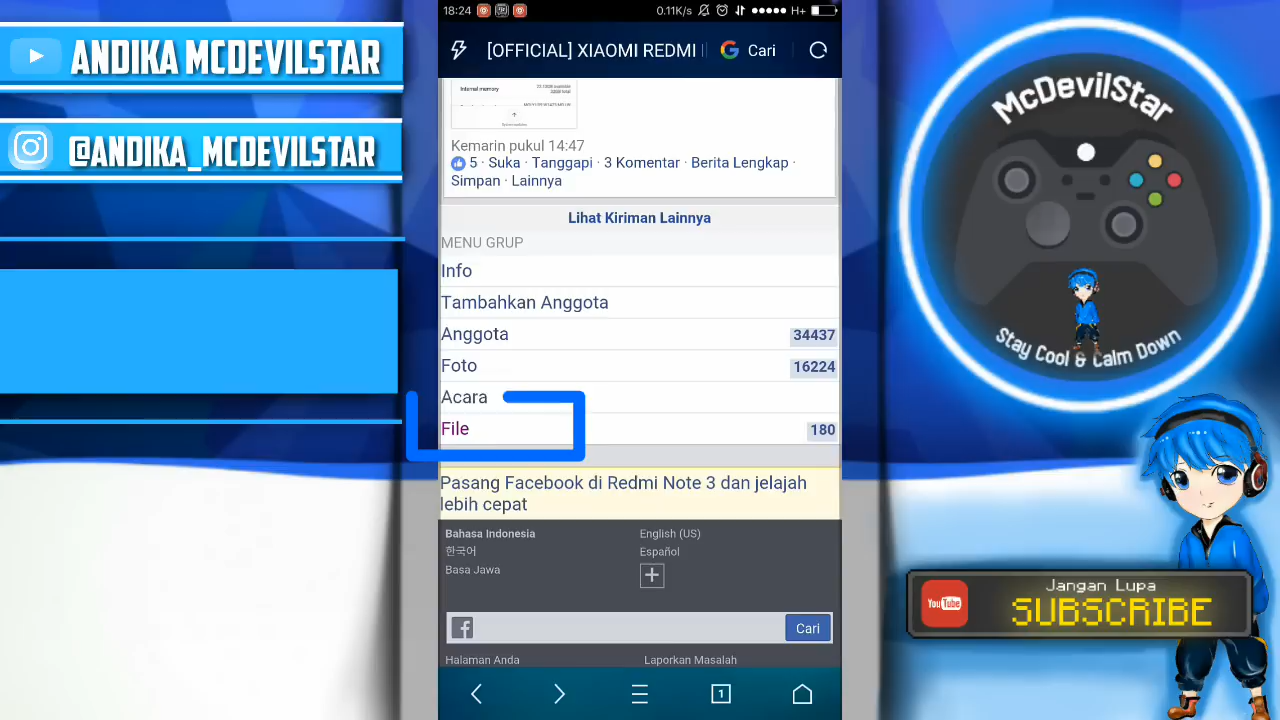 ANDIKA MCDEVILSTAR
@ANDIKA_MCDEVILSTAR
18:24
0.11K/s
H+
[OFFICIAL] XIAOMI REDMI
Cari
Internal memory
Kemarin pukul 14:47
5 · Suka · Tanggapi · 3 Komentar · Berita Lengkap ·
Simpan · Lainnya
Lihat Kiriman Lainnya
MENU GRUP
Info
Tambahkan Anggota
Anggota 34437
Foto 16224
Acara
File 180
Pasang Facebook di Redmi Note 3 dan jelajah
lebih cepat
Bahasa Indonesia
English (US)
한국어
Español
Basa Jawa
Cari
Halaman Anda
Laporkan Masalah
1
McDevilStar
Stay Cool & Calm Down
Jangan Lupa
You Tube
SUBSCRIBE